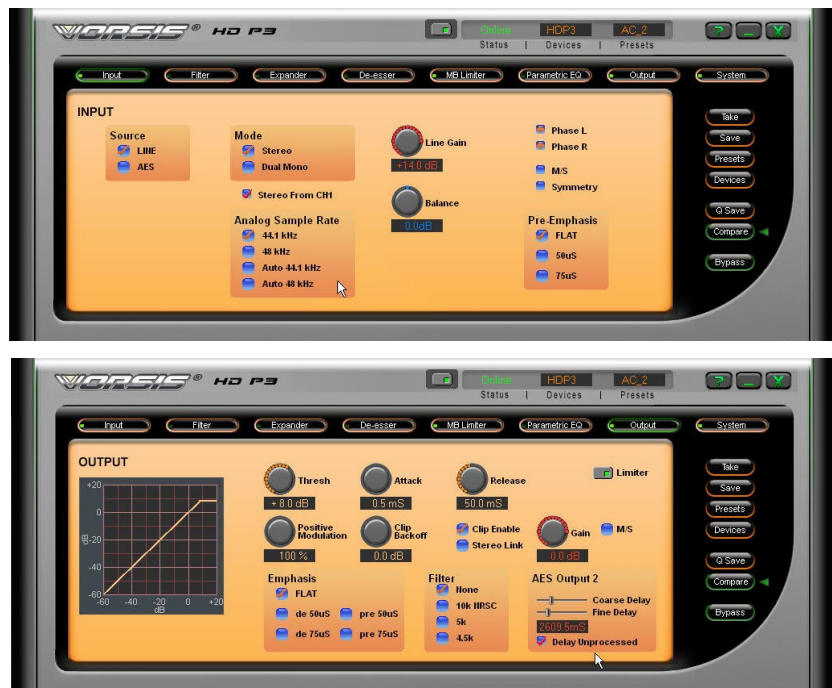 VORSIS® HD P3
Online HDP3 AC_2
Status | Devices | Presets
? _ X
Input Filter Expander De-esser MB Limiter Parametric EQ Output System
INPUT
Source
LINE
AES
Mode
Stereo
Dual Mono
Stereo From CH1
Analog Sample Rate
44.1 kHz
48 kHz
Auto 44.1 kHz
Auto 48 kHz
Line Gain
+14.0 dB
Balance
0.0dB
Phase L
Phase R
M/S
Symmetry
Pre-Emphasis
FLAT
50uS
75uS
Take
Save
Presets
Devices
Q Save
Compare
Bypass
VORSIS® HD P3
Online HDP3 AC_2
Status | Devices | Presets
? _ X
Input Filter Expander De-esser MB Limiter Parametric EQ Output System
OUTPUT
+20
0
-20
-40
-60
dB
-60 -40 -20 0 +20
dB
Thresh
+ 8.0 dB
Attack
0.5 mS
Release
50.0 mS
Limiter
Positive
Modulation
100 %
Clip
Backoff
0.0 dB
Clip Enable
Stereo Link
Gain
0.0 dB
M/S
Emphasis
FLAT
de 50uS pre 50uS
de 75uS pre 75uS
Filter
None
10k NRSC
5k
4.5k
AES Output 2
Coarse Delay
Fine Delay
2609.5mS
Delay Unprocessed
Take
Save
Presets
Devices
Q Save
Compare
Bypass